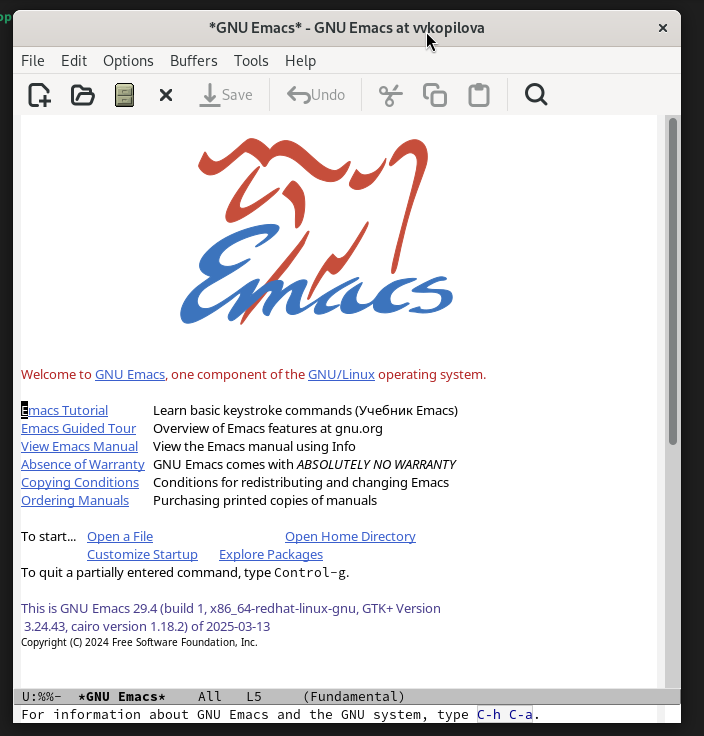 op
*GNU Emacs* - GNU Emacs at vvkopilova
File Edit Options Buffers Tools Help
Save Undo
Emacs
Welcome to GNU Emacs, one component of the GNU/Linux operating system.
Emacs Tutorial Learn basic keystroke commands (Учебник Emacs)
Emacs Guided Tour Overview of Emacs features at gnu.org
View Emacs Manual View the Emacs manual using Info
Absence of Warranty GNU Emacs comes with ABSOLUTELY NO WARRANTY
Copying Conditions Conditions for redistributing and changing Emacs
Ordering Manuals Purchasing printed copies of manuals
To start... Open a File Open Home Directory
Customize Startup Explore Packages
To quit a partially entered command, type Control-g.
This is GNU Emacs 29.4 (build 1, x86_64-redhat-linux-gnu, GTK+ Version
3.24.43, cairo version 1.18.2) of 2025-03-13
Copyright (C) 2024 Free Software Foundation, Inc.
U:%%- *GNU Emacs* All L5 (Fundamental)
For information about GNU Emacs and the GNU system, type C-h C-a.